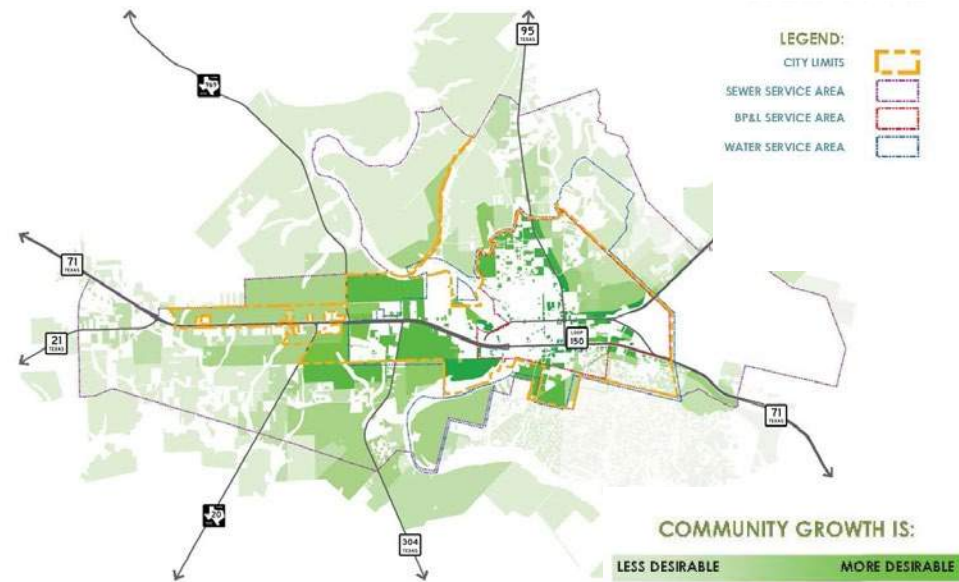 95
TEXAS
LEGEND:
CITY LIMITS
SEWER SERVICE AREA
BP&L SERVICE AREA
WATER SERVICE AREA
71
TEXAS
21
TEXAS
LOOP
150
71
TEXAS
20
304
TEXAS
COMMUNITY GROWTH IS:
LESS DESIRABLE
MORE DESIRABLE